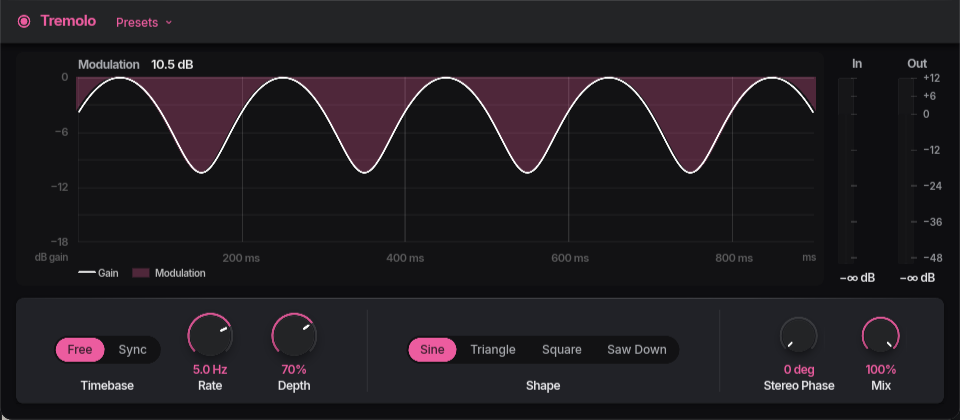 Tremolo Presets
Modulation 10.5 dB
In Out
0
−6
−12
−18
dB gain
200 ms 400 ms 600 ms 800 ms ms
Gain Modulation
+12
+6
0
−12
−24
−36
−48
−∞ dB −∞ dB
Free Sync
Timebase
5.0 Hz
Rate
70%
Depth
Sine Triangle Square Saw Down
Shape
0 deg
Stereo Phase
100%
Mix